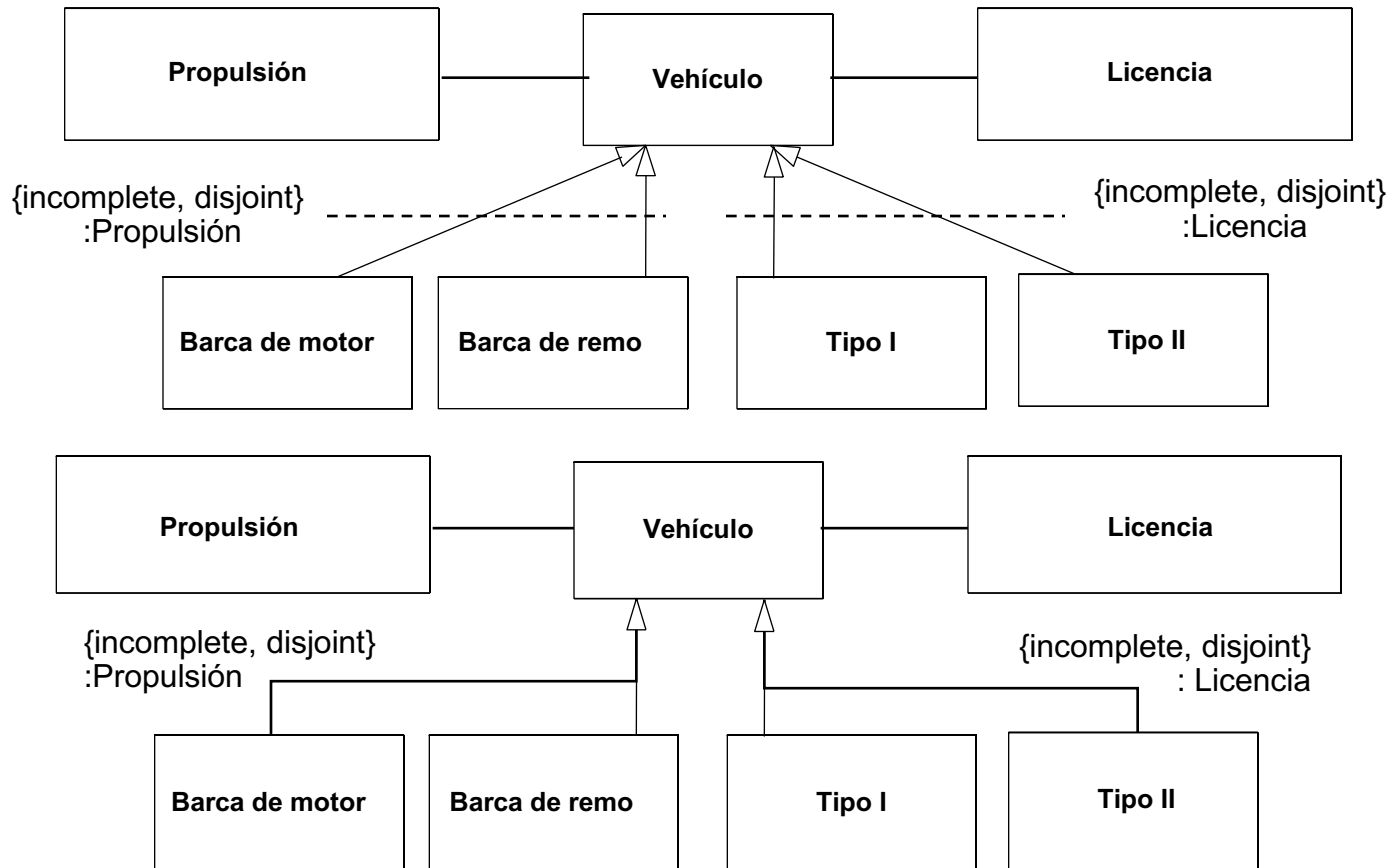 Propulsión
Vehículo
Licencia
{incomplete, disjoint}
:Propulsión
{incomplete, disjoint}
:Licencia
Barca de motor
Barca de remo
Tipo I
Tipo II
Propulsión
Vehículo
Licencia
{incomplete, disjoint}
:Propulsión
{incomplete, disjoint}
: Licencia
Barca de motor
Barca de remo
Tipo I
Tipo II